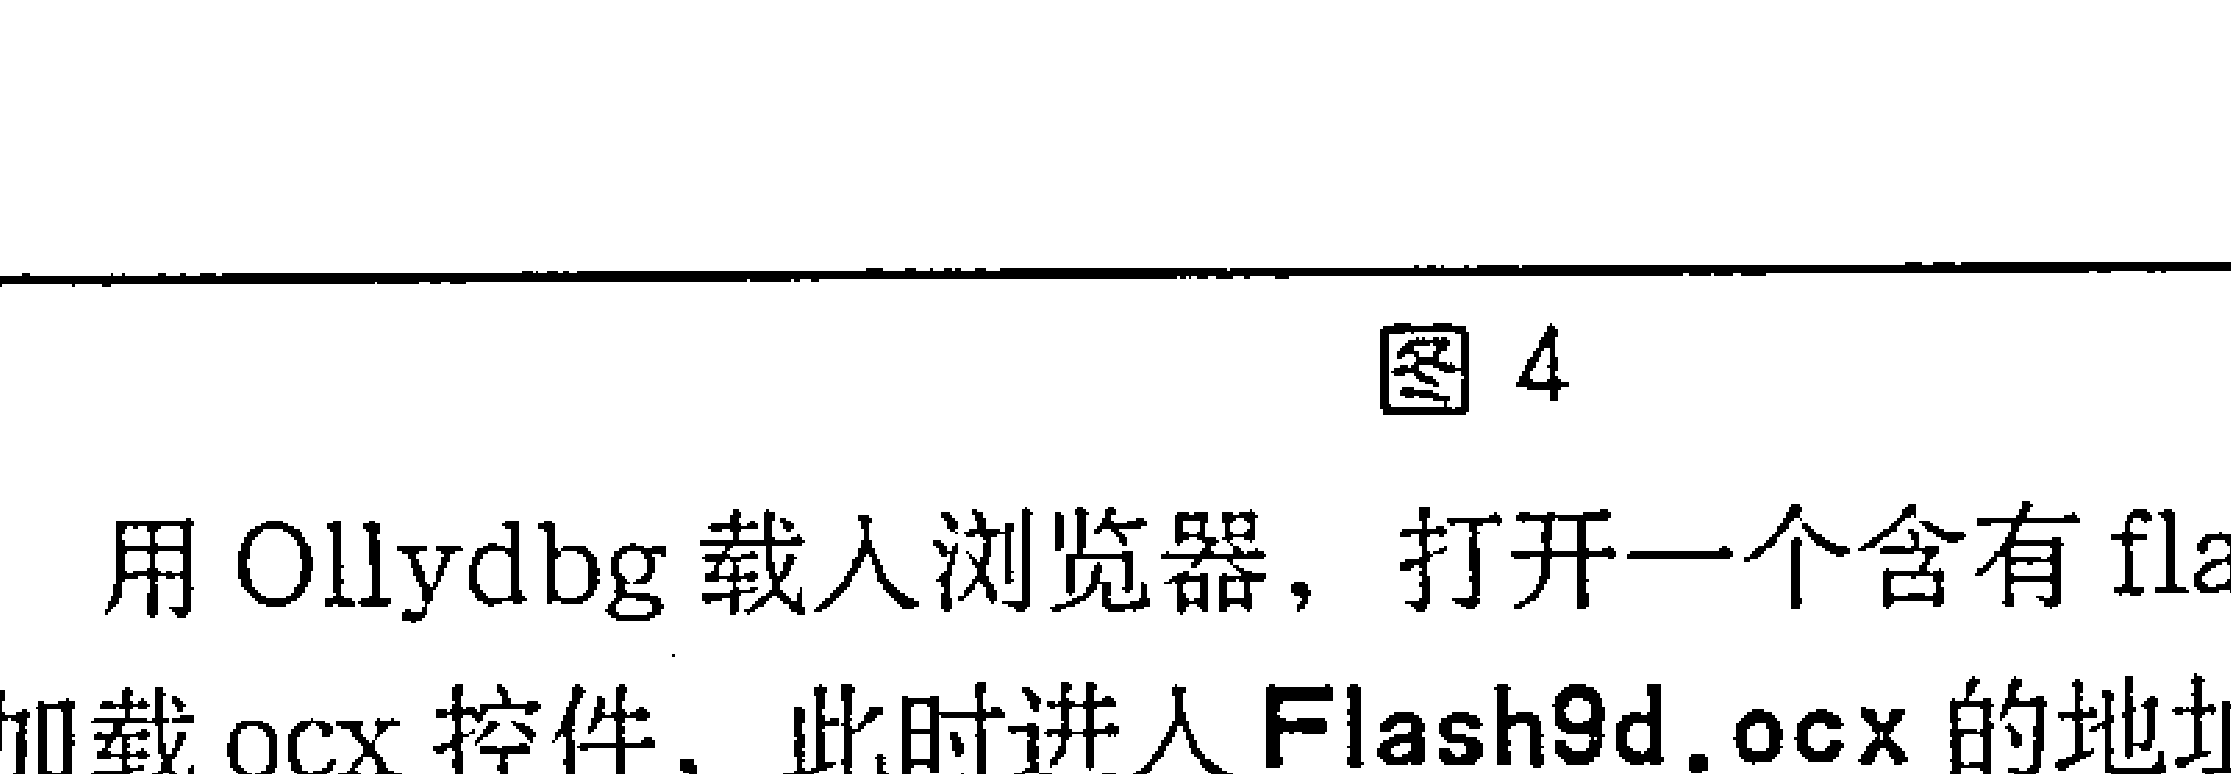 图 4
用 Ollydbg 载入浏览器，打开一个含有 fla
加载 ocx 控件，此时进入 Flash9d.ocx 的地址